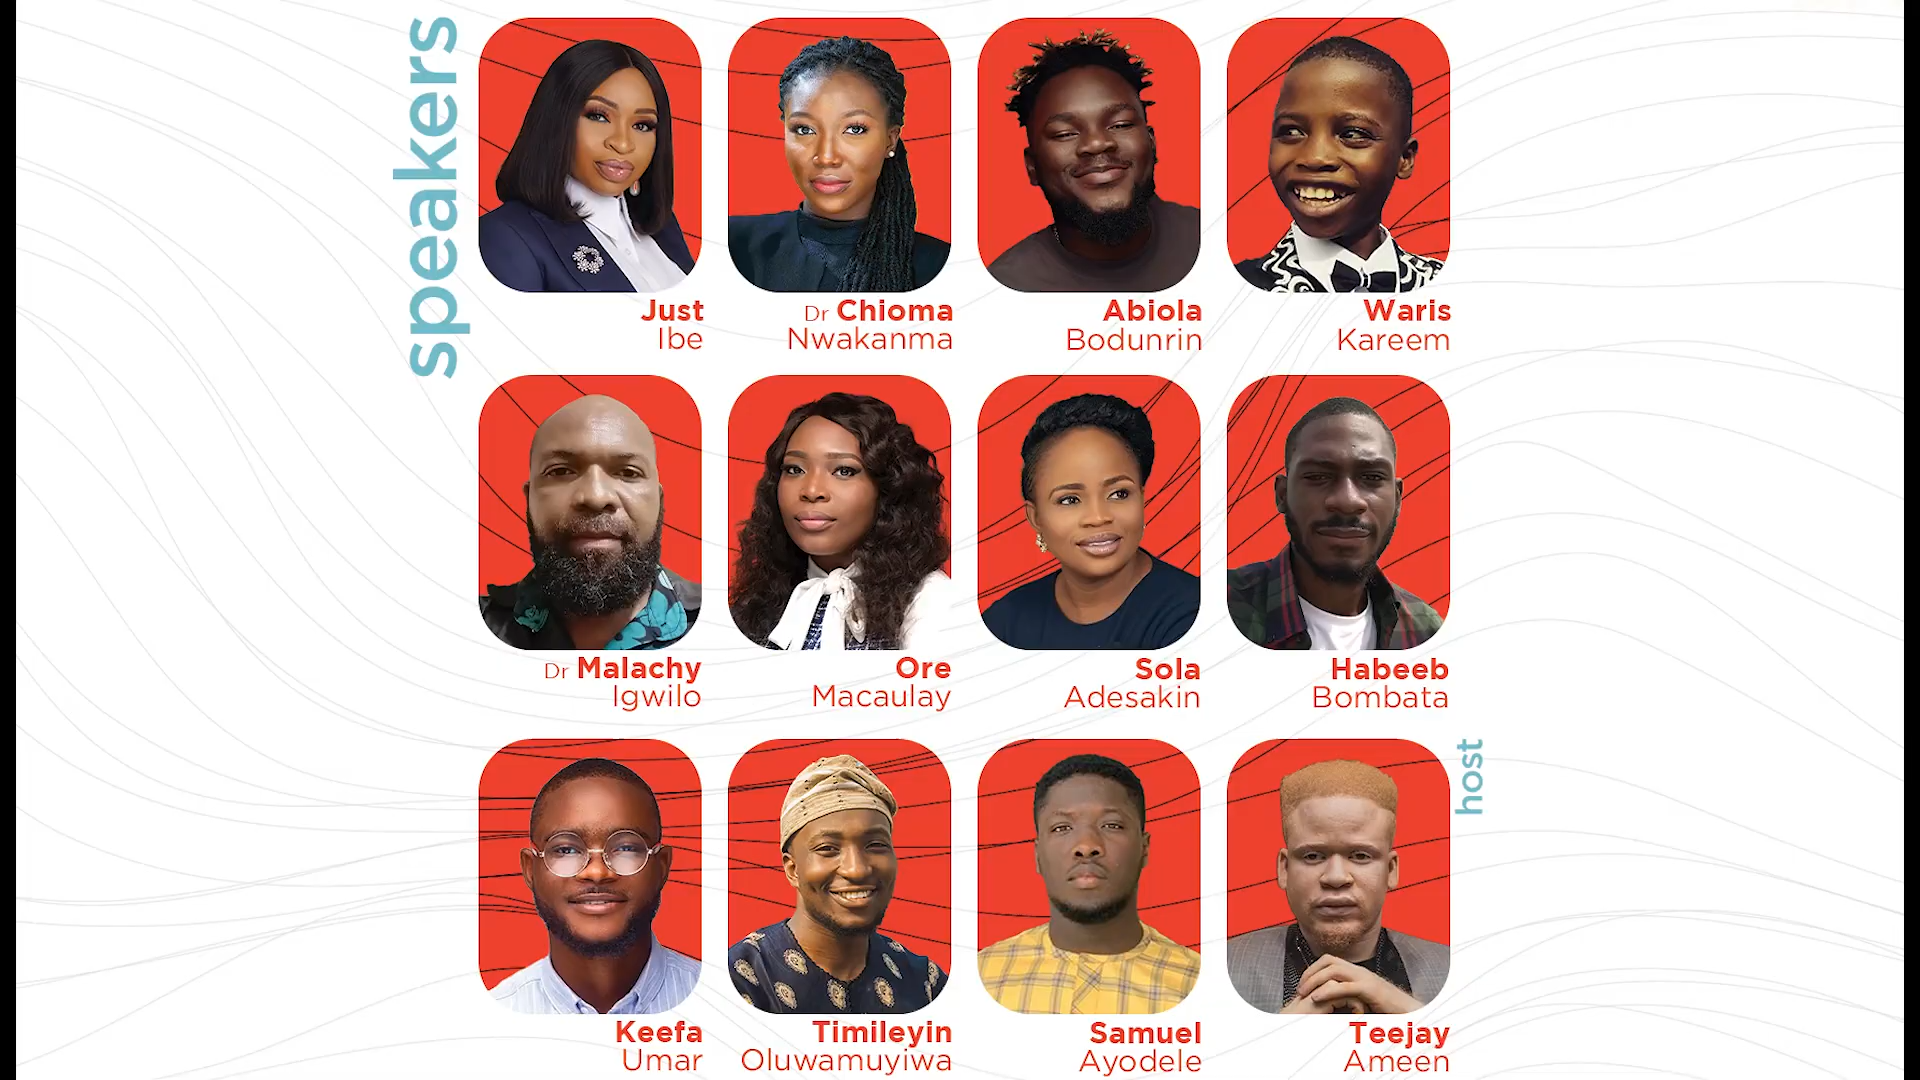 speakers
Just
Ibe
Dr Chioma
Nwakanma
Abiola
Bodunrin
Waris
Kareem
Dr Malachy
Igwilo
Ore
Macaulay
Sola
Adesakin
Habeeb
Bombata
host
Keefa
Umar
Timileyin
Oluwamuyiwa
Samuel
Ayodele
Teejay
Ameen